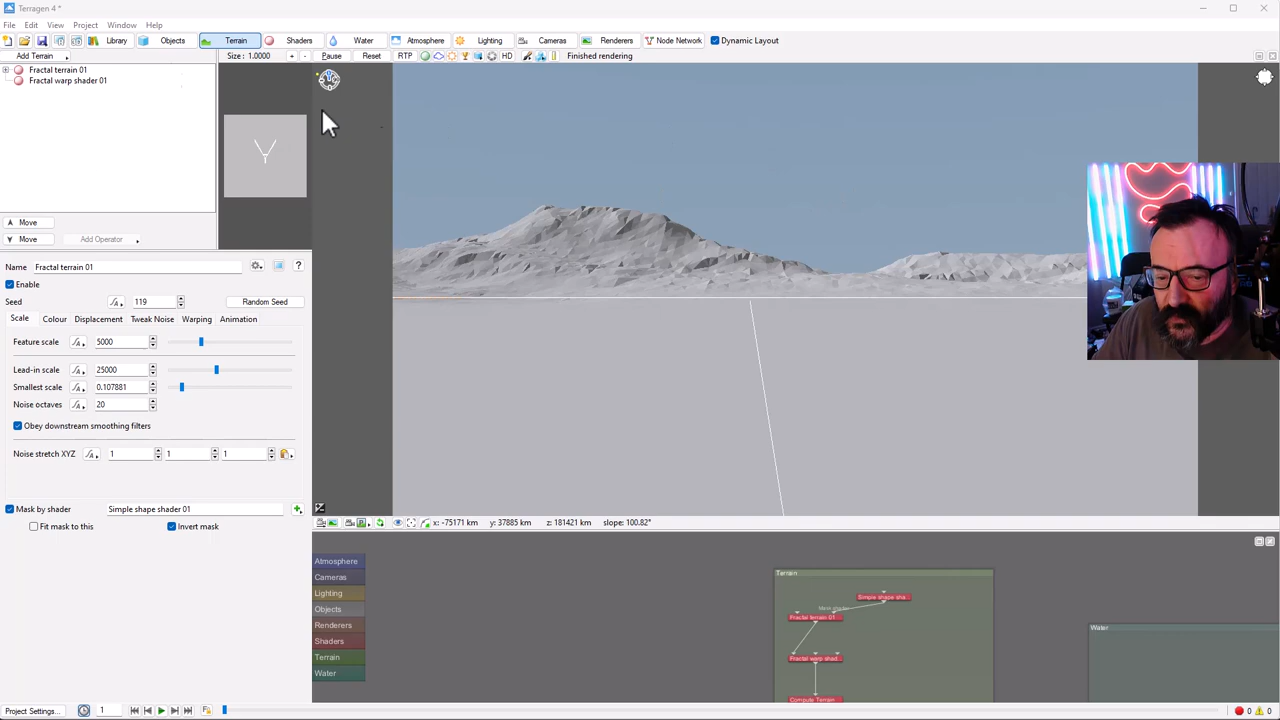 Terragen 4 *
File Edit View Project Window Help
Library Objects Terrain Shaders Water Atmosphere Lighting Cameras Renderers Node Network Dynamic Layout
Add Terrain Size : 1.0000 + - Pause Reset RTP HD Finished rendering
Fractal terrain 01
Fractal warp shader 01
Move
Move Add Operator
Name Fractal terrain 01 ?
Enable
Seed 119 Random Seed
Scale Colour Displacement Tweak Noise Warping Animation
Feature scale 5000
Lead-in scale 25000
Smallest scale 0.107881
Noise octaves 20
Obey downstream smoothing filters
Noise stretch XYZ 1 1 1
Mask by shader Simple shape shader 01
Fit mask to this Invert mask
x: -75171 km y: 37885 km z: 181421 km slope: 100.82°
Atmosphere
Cameras
Lighting
Objects
Renderers
Shaders
Terrain
Water
Terrain
Simple shape sha...
Mask shader
Fractal terrain 01
Fractal warp shad...
Compute Terrain
Water
Project Settings... 0 0